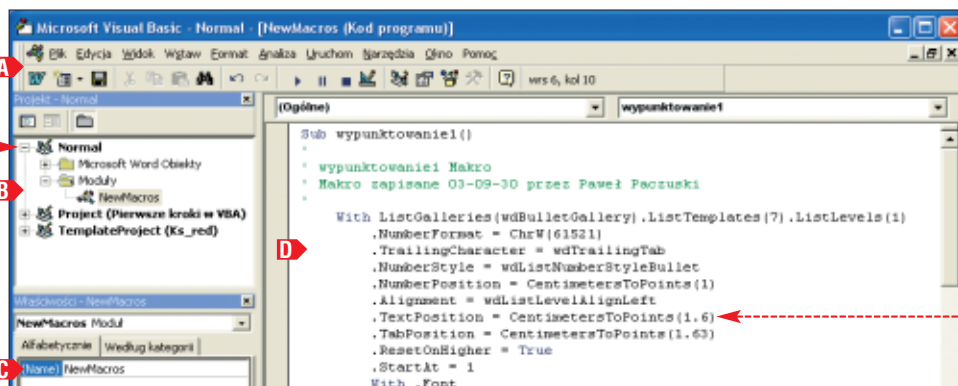 Microsoft Visual Basic - Normal - [NewMacros (Kod programu)]
Plik Edycja Widok Wstaw Format Analiza Uruchom Narzędzia Okno Pomoc
A
wrs 6, kol 10
Projekt - Normal
(Ogólne)
wypunktowanie1
Normal
Microsoft Word Obiekty
Moduły
B
NewMacros
Project (Pierwsze kroki w VBA)
TemplateProject (Ks_red)
Sub wypunktowanie1()
'
' wypunktowanie1 Makro
' Makro zapisane 03-09-30 przez Paweł Paczuski
'
With ListGalleries(wdBulletGallery).ListTemplates(7).ListLevels(1)
D
.NumberFormat = ChrW(61521)
.TrailingCharacter = wdTrailingTab
.NumberStyle = wdListNumberStyleBullet
.NumberPosition = CentimetersToPoints(1)
.Alignment = wdListLevelAlignLeft
.TextPosition = CentimetersToPoints(1.6)
.TabPosition = CentimetersToPoints(1.63)
.ResetOnHigher = True
.StartAt = 1
With .Font
Właściwości - NewMacros
NewMacros Moduł
Alfabetycznie
Według kategorii
C
(Name) NewMacros